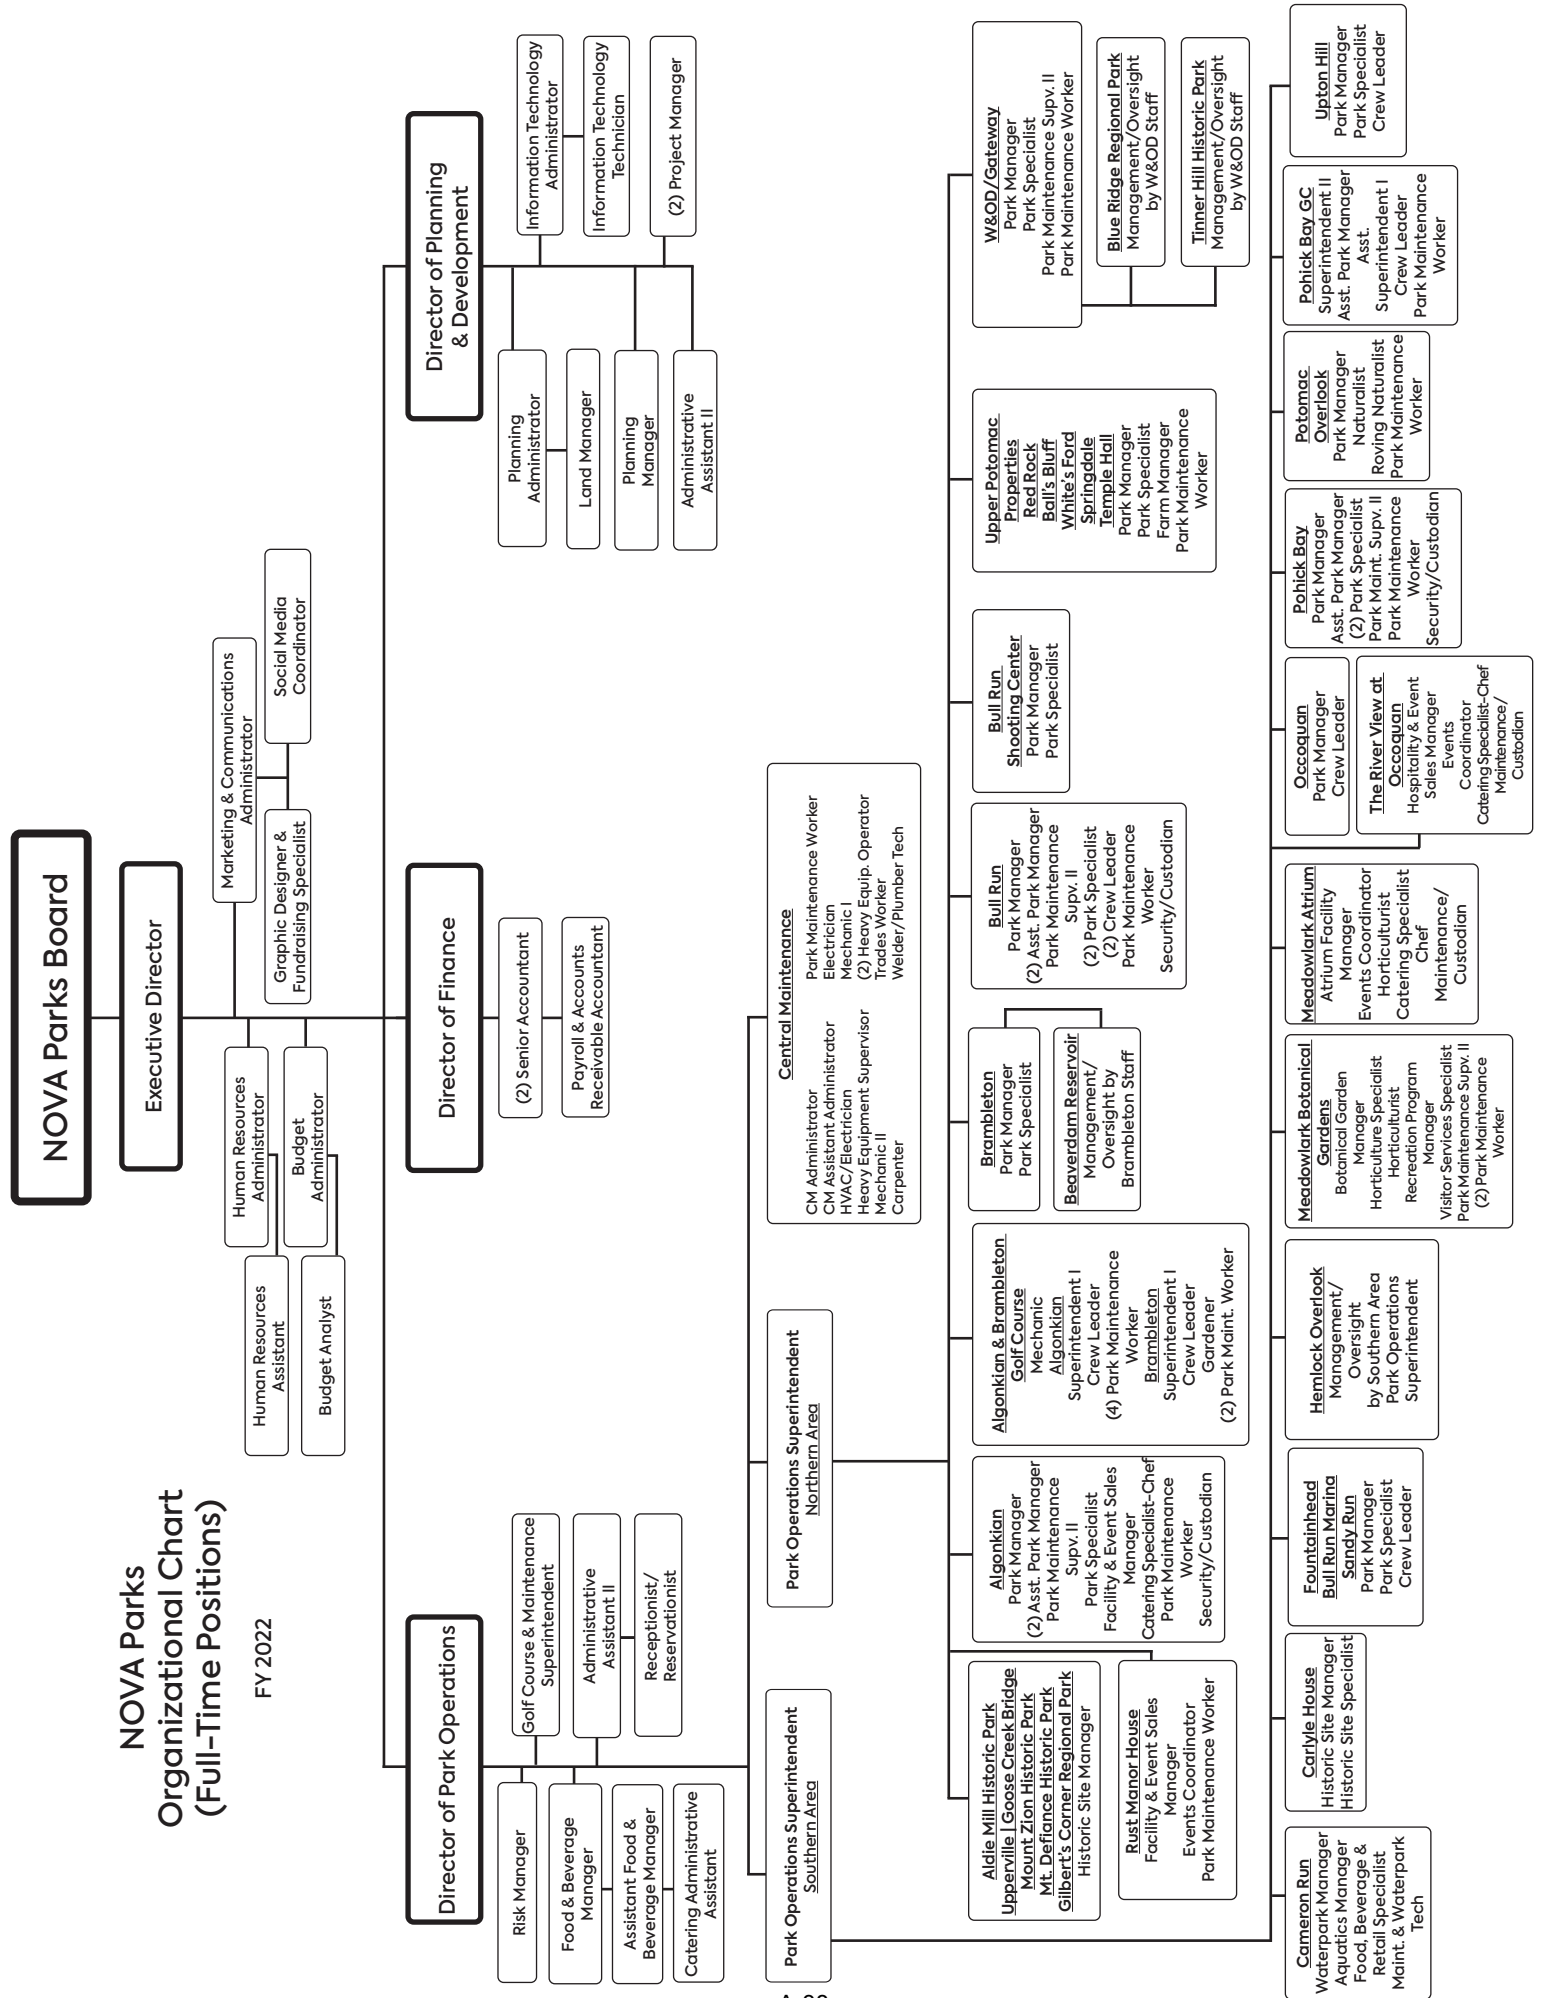 NOVA Parks
Organizational Chart
(Full-Time Positions)
FY 2022
NOVA Parks Board
Executive Director
Marketing & Communications
Administrator
Graphic Designer &
Fundraising Specialist
Social Media
Coordinator
Human Resources
Administrator
Human Resources
Assistant
Budget
Administrator
Budget Analyst
Director of Park Operations
Risk Manager
Food & Beverage
Manager
Assistant Food &
Beverage Manager
Catering Administrative
Assistant
Golf Course & Maintenance
Superintendent
Administrative
Assistant II
Receptionist/
Reservationist
Director of Finance
(2) Senior Accountant
Payroll & Accounts
Receivable Accountant
Director of Planning
& Development
Planning
Administrator
Land Manager
Planning
Manager
Administrative
Assistant II
Information Technology
Administrator
Information Technology
Technician
(2) Project Manager
Park Operations Superintendent
Southern Area
Park Operations Superintendent
Northern Area
Central Maintenance
CM Administrator
CM Assistant Administrator
HVAC/Electrician
Heavy Equipment Supervisor
Mechanic II
Carpenter
Park Maintenance Worker
Electrician
Mechanic I
(2) Heavy Equip. Operator
Trades Worker
Welder/Plumber Tech
Aldie Mill Historic Park
Upperville | Goose Creek Bridge
Mount Zion Historic Park
Mt. Defiance Historic Park
Gilbert's Corner Regional Park
Historic Site Manager
Rust Manor House
Facility & Event Sales
Manager
Events Coordinator
Park Maintenance Worker
Algonkian
Park Manager
(2) Asst. Park Manager
Park Maintenance
Supv. II
Park Specialist
Facility & Event Sales
Manager
Catering Specialist-Chef
Park Maintenance
Worker
Security/Custodian
Algonkian & Brambleton
Golf Course
Mechanic
Algonkian
Superintendent I
Crew Leader
(4) Park Maintenance
Worker
Brambleton
Superintendent I
Crew Leader
Gardener
(2) Park Maint. Worker
Brambleton
Park Manager
Park Specialist
Beaverdam Reservoir
Management/
Oversight by
Brambleton Staff
Bull Run
Park Manager
(2) Asst. Park Manager
Park Maintenance
Supv. II
(2) Park Specialist
(2) Crew Leader
Park Maintenance
Worker
Security/Custodian
Bull Run
Shooting Center
Park Manager
Park Specialist
Upper Potomac
Properties
Red Rock
Ball's Bluff
White's Ford
Springdale
Temple Hall
Park Manager
Park Specialist
Farm Manager
Park Maintenance
Worker
W&OD/Gateway
Park Manager
Park Specialist
Park Maintenance Supv. II
Park Maintenance Worker
Blue Ridge Regional Park
Management/Oversight
by W&OD Staff
Tinner Hill Historic Park
Management/Oversight
by W&OD Staff
Cameron Run
Waterpark Manager
Aquatics Manager
Food, Beverage &
Retail Specialist
Maint. & Waterpark
Tech
Carlyle House
Historic Site Manager
Historic Site Specialist
Fountainhead
Bull Run Marina
Sandy Run
Park Manager
Park Specialist
Crew Leader
Hemlock Overlook
Management/
Oversight
by Southern Area
Park Operations
Superintendent
Meadowlark Botanical
Gardens
Botanical Garden
Manager
Horticulture Specialist
Horticulturist
Recreation Program
Manager
Visitor Services Specialist
Park Maintenance Supv. II
(2) Park Maintenance
Worker
Meadowlark Atrium
Atrium Facility
Manager
Events Coordinator
Horticulturist
Catering Specialist
Chef
Maintenance/
Custodian
Occoquan
Park Manager
Crew Leader
The River View at
Occoquan
Hospitality & Event
Sales Manager
Events
Coordinator
Catering Specialist-Chef
Maintenance/
Custodian
Pohick Bay
Park Manager
Asst. Park Manager
(2) Park Specialist
Park Maint. Supv. II
Park Maintenance
Worker
Security/Custodian
Potomac
Overlook
Park Manager
Naturalist
Roving Naturalist
Park Maintenance
Worker
Pohick Bay GC
Superintendent II
Asst. Park Manager
Asst.
Superintendent I
Crew Leader
Park Maintenance
Worker
Upton Hill
Park Manager
Park Specialist
Crew Leader